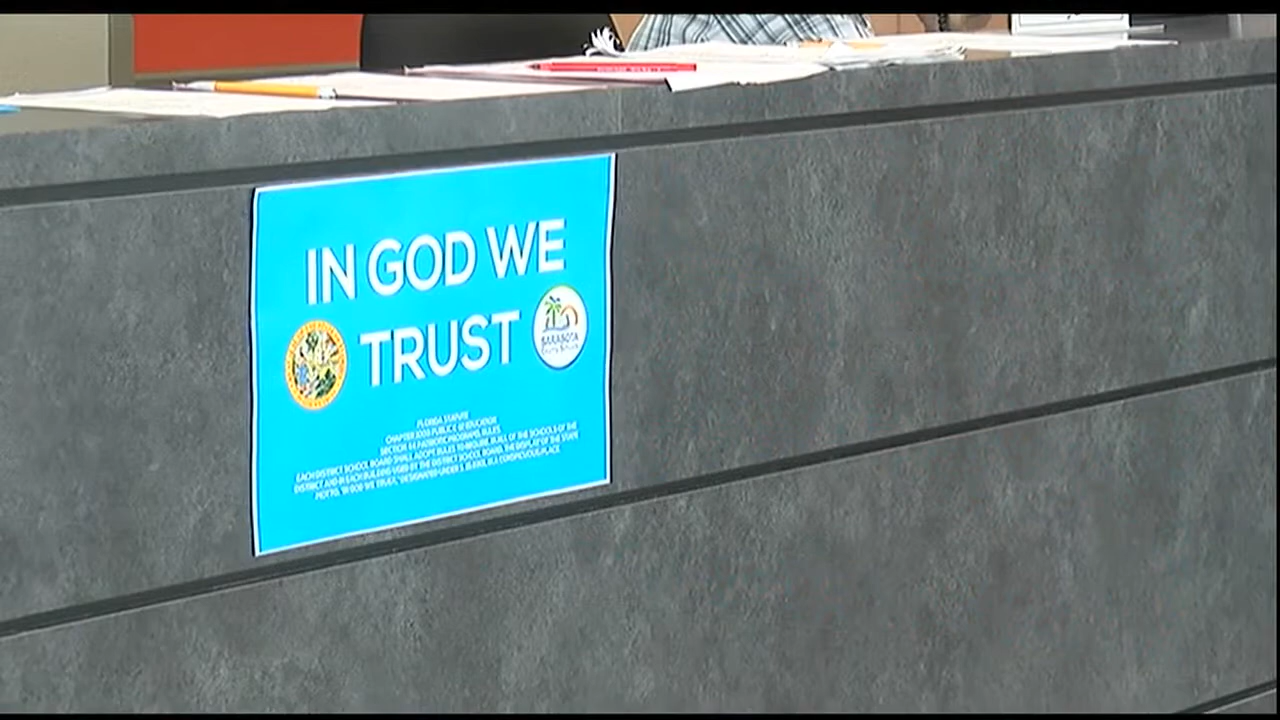 IN GOD WE
TRUST
SARASOTA
County Schools
FLORIDA STATUTE
CHAPTER 1003 PUBLIC K-12 EDUCATION
SECTION 44 PATRIOTIC PROGRAMS; RULES
EACH DISTRICT SCHOOL BOARD SHALL ADOPT RULES TO REQUIRE, IN ALL OF THE SCHOOLS OF THE
DISTRICT AND IN EACH BUILDING USED BY THE DISTRICT SCHOOL BOARD, THE DISPLAY OF THE STATE
MOTTO, "IN GOD WE TRUST," DESIGNATED UNDER S. IN A CONSPICUOUS PLACE.